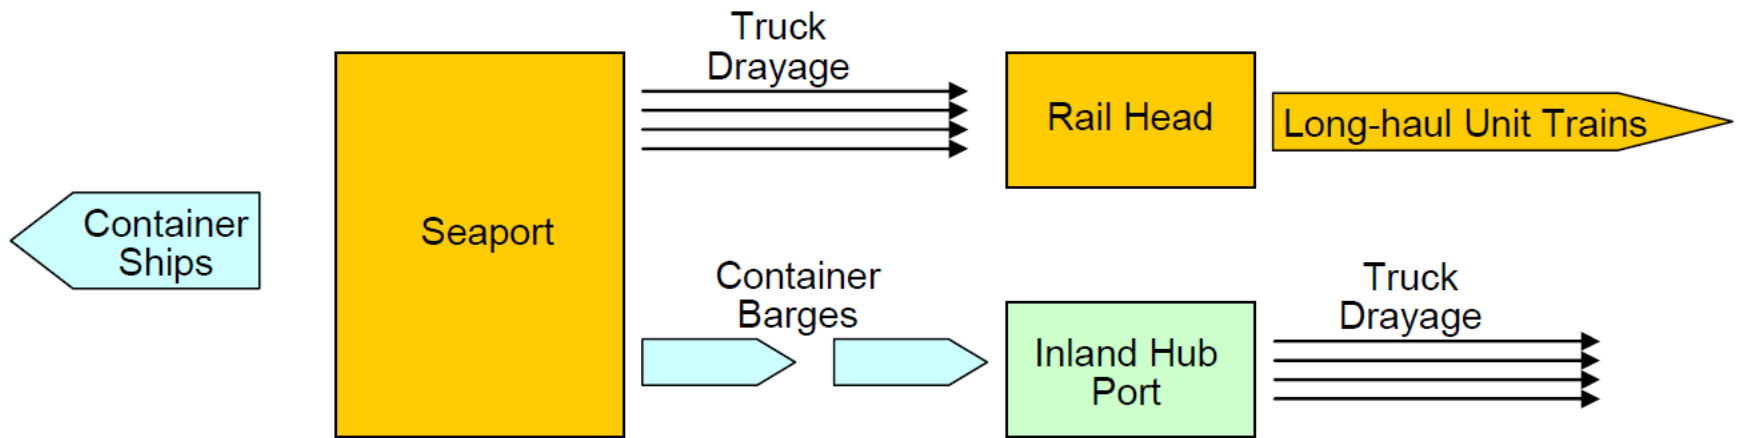 Truck
Drayage
Rail Head
Long-haul Unit Trains
Container
Ships
Seaport
Container
Barges
Inland Hub
Port
Truck
Drayage